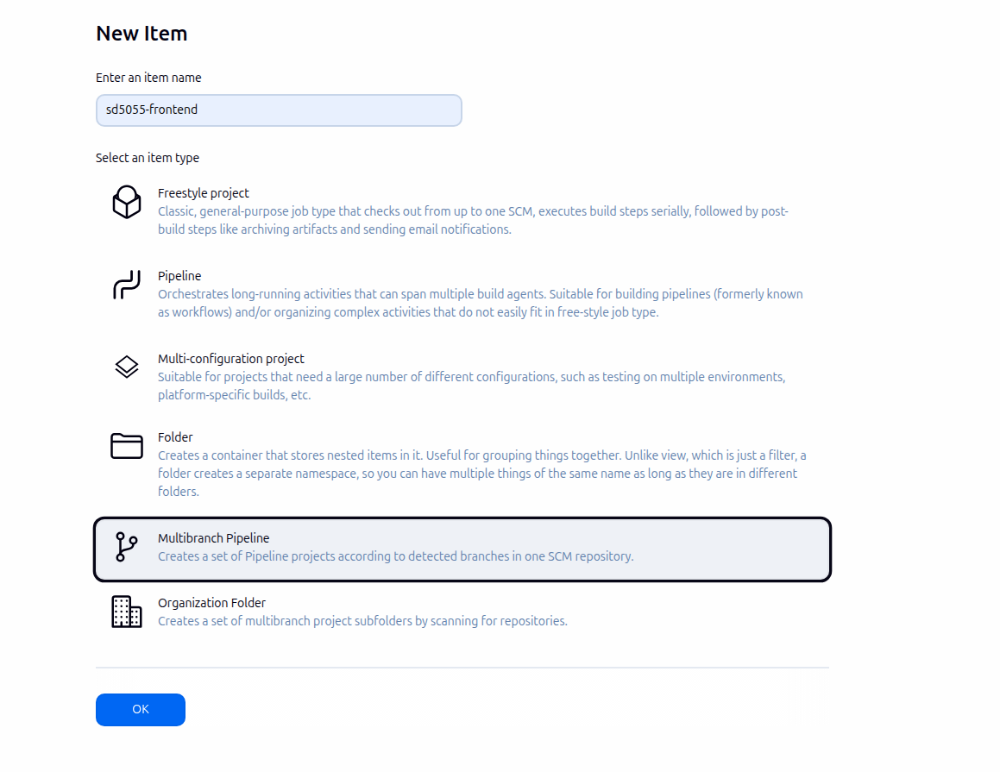 New Item
Enter an item name
sd5055-frontend
Select an item type
Freestyle project
Classic, general-purpose job type that checks out from up to one SCM, executes build steps serially, followed by post-
build steps like archiving artifacts and sending email notifications.
Pipeline
Orchestrates long-running activities that can span multiple build agents. Suitable for building pipelines (formerly known
as workflows) and/or organizing complex activities that do not easily fit in free-style job type.
Multi-configuration project
Suitable for projects that need a large number of different configurations, such as testing on multiple environments,
platform-specific builds, etc.
Folder
Creates a container that stores nested items in it. Useful for grouping things together. Unlike view, which is just a filter, a
folder creates a separate namespace, so you can have multiple things of the same name as long as they are in different
folders.
Multibranch Pipeline
Creates a set of Pipeline projects according to detected branches in one SCM repository.
Organization Folder
Creates a set of multibranch project subfolders by scanning for repositories.
OK